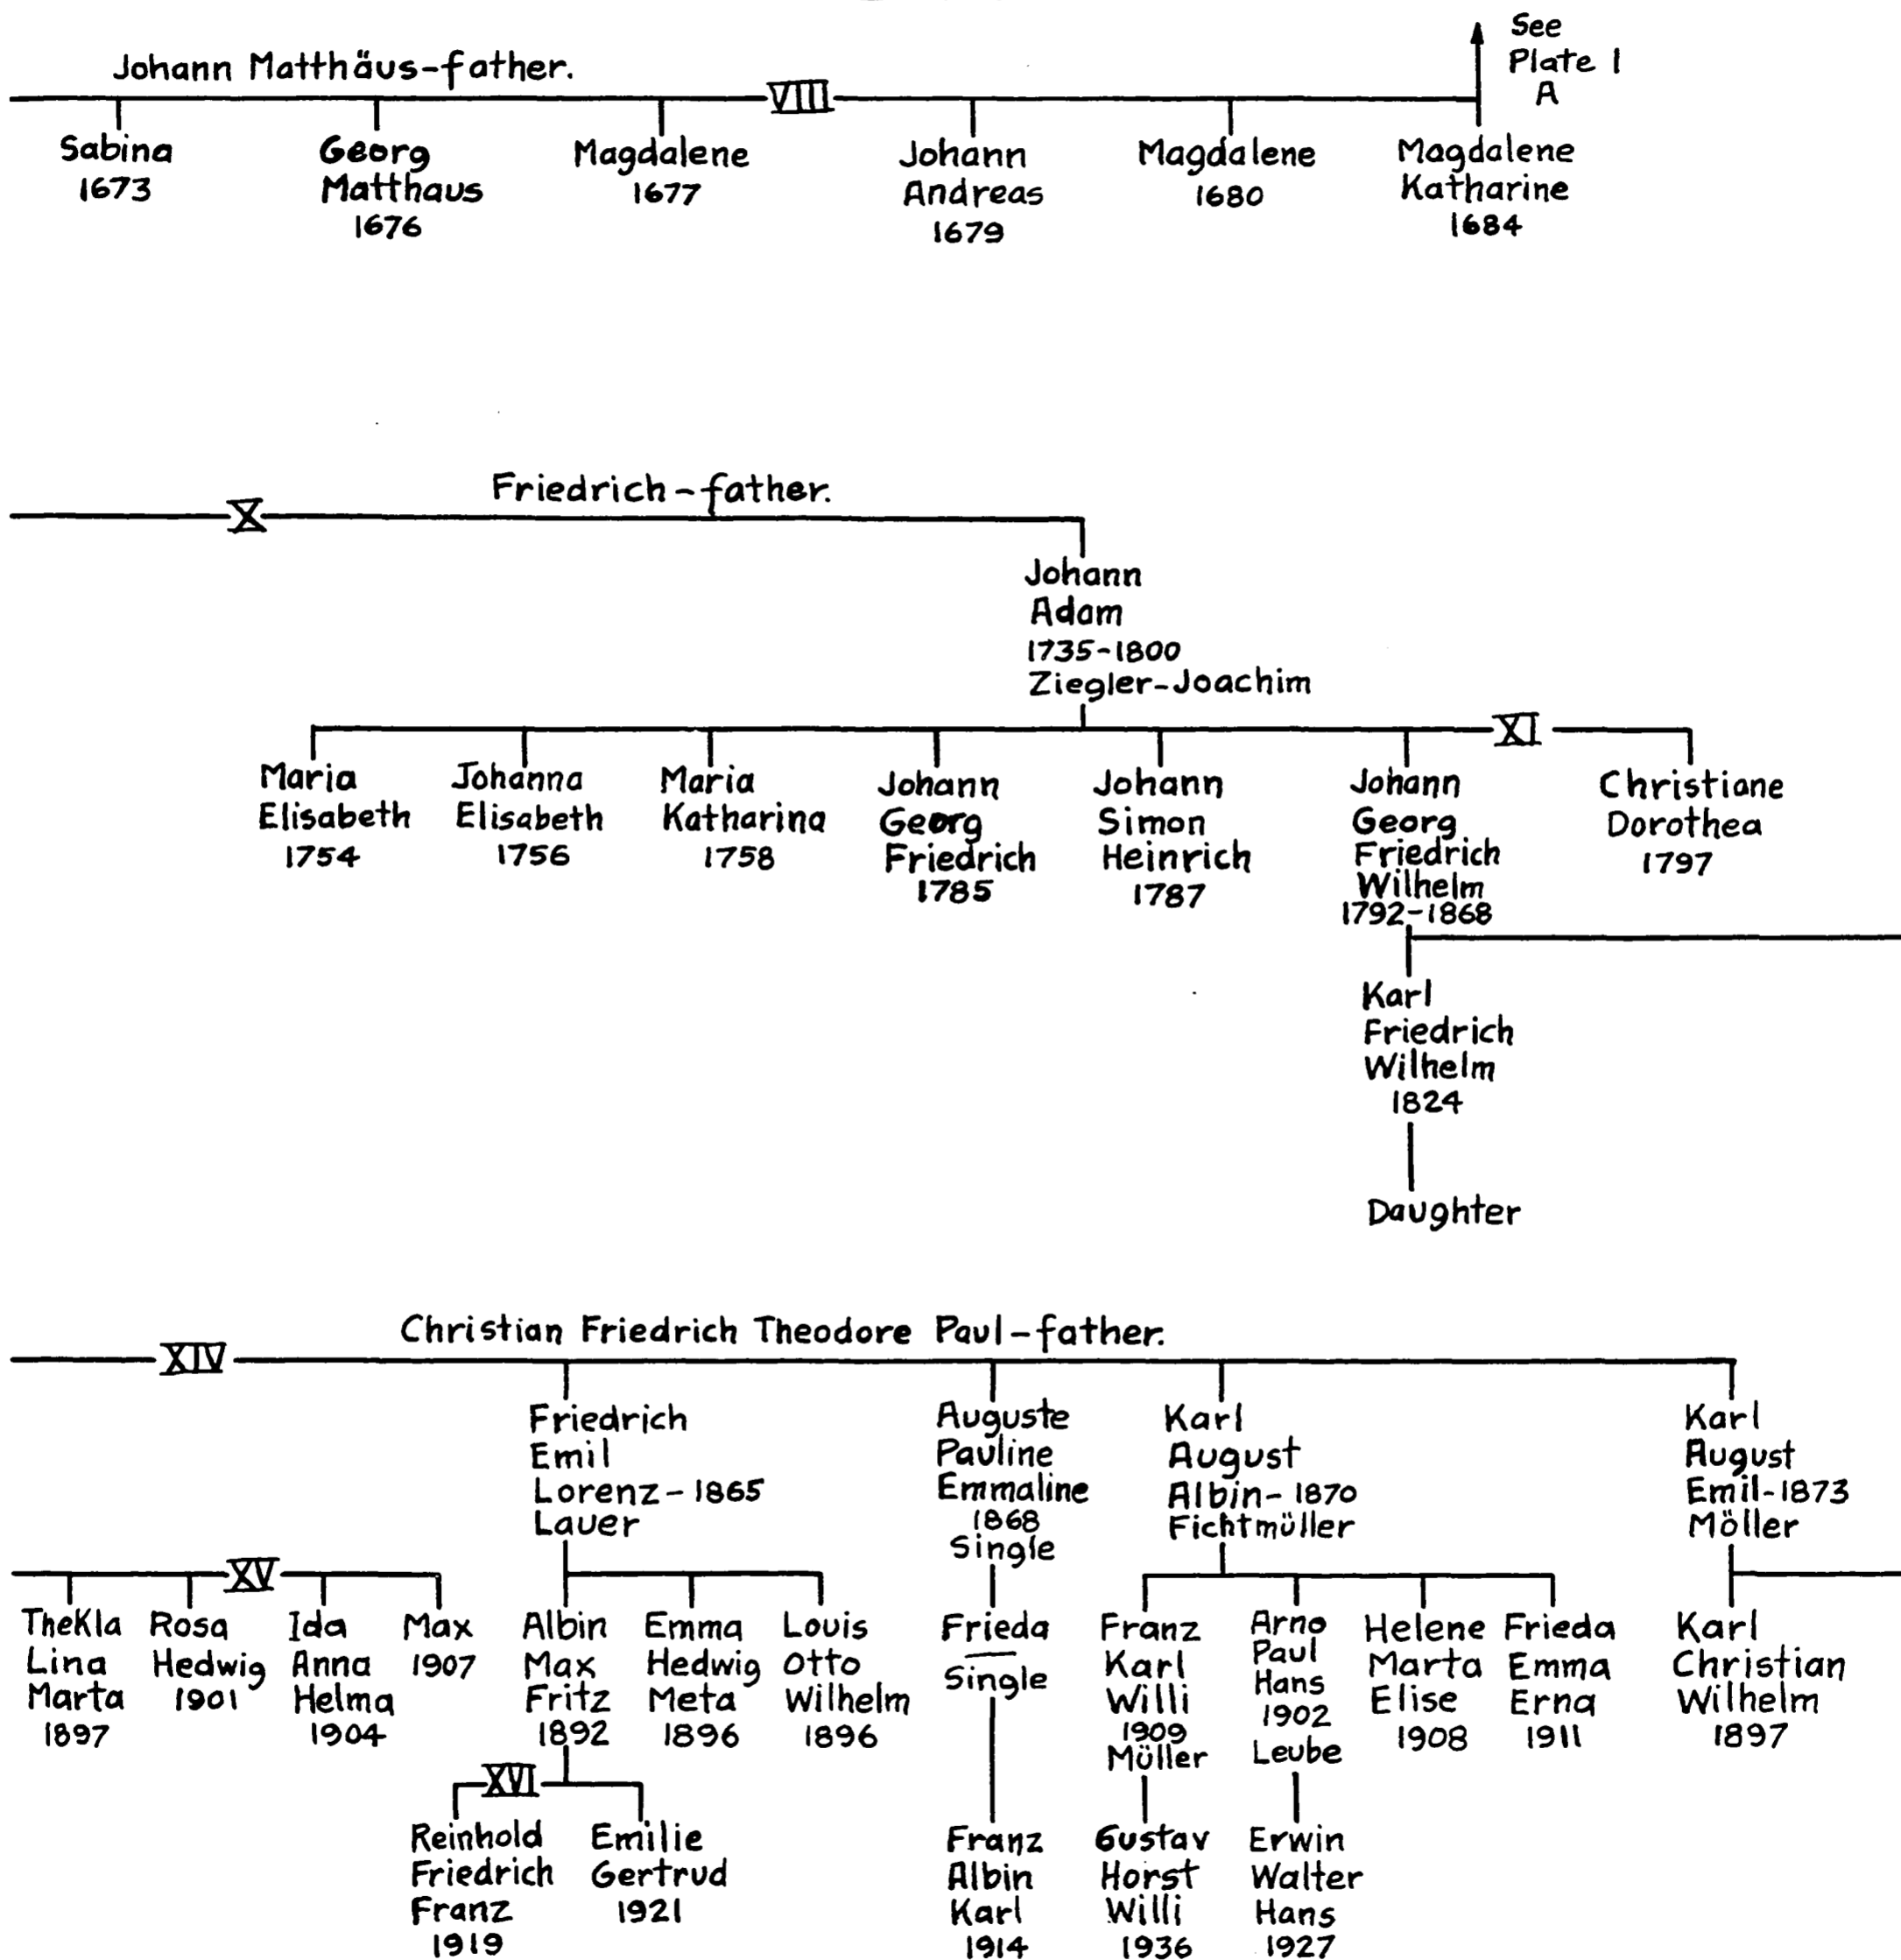 See
Plate 1
A
Johann Matthäus-father.
VIII
Sabina
1673
Georg
Matthaus
1676
Magdalene
1677
Johann
Andreas
1679
Magdalene
1680
Magdalene
Katharine
1684
Friedrich-father.
X
Johann
Adam
1735-1800
Ziegler-Joachim
XI
Maria
Elisabeth
1754
Johanna
Elisabeth
1756
Maria
Katharina
1758
Johann
Georg
Friedrich
1785
Johann
Simon
Heinrich
1787
Johann
Georg
Friedrich
Wilhelm
1792-1868
Christiane
Dorothea
1797
Karl
Friedrich
Wilhelm
1824
Daughter
Christian Friedrich Theodore Paul-father.
XIV
Friedrich
Emil
Lorenz-1865
Lauer
Auguste
Pauline
Emmaline
1868
Single
Karl
August
Albin-1870
Fichtmüller
Karl
August
Emil-1873
Möller
XV
Thekla
Lina
Marta
1897
Rosa
Hedwig
1901
Ida
Anna
Helma
1904
Max
1907
Albin
Max
Fritz
1892
Emma
Hedwig
Meta
1896
Louis
Otto
Wilhelm
1896
Frieda
Single
Franz
Karl
Willi
1909
Müller
Arno
Paul
Hans
1902
Leube
Helene
Marta
Elise
1908
Frieda
Emma
Erna
1911
Karl
Christian
Wilhelm
1897
XVI
Reinhold
Friedrich
Franz
1919
Emilie
Gertrud
1921
Franz
Albin
Karl
1914
Gustav
Horst
Willi
1936
Erwin
Walter
Hans
1927